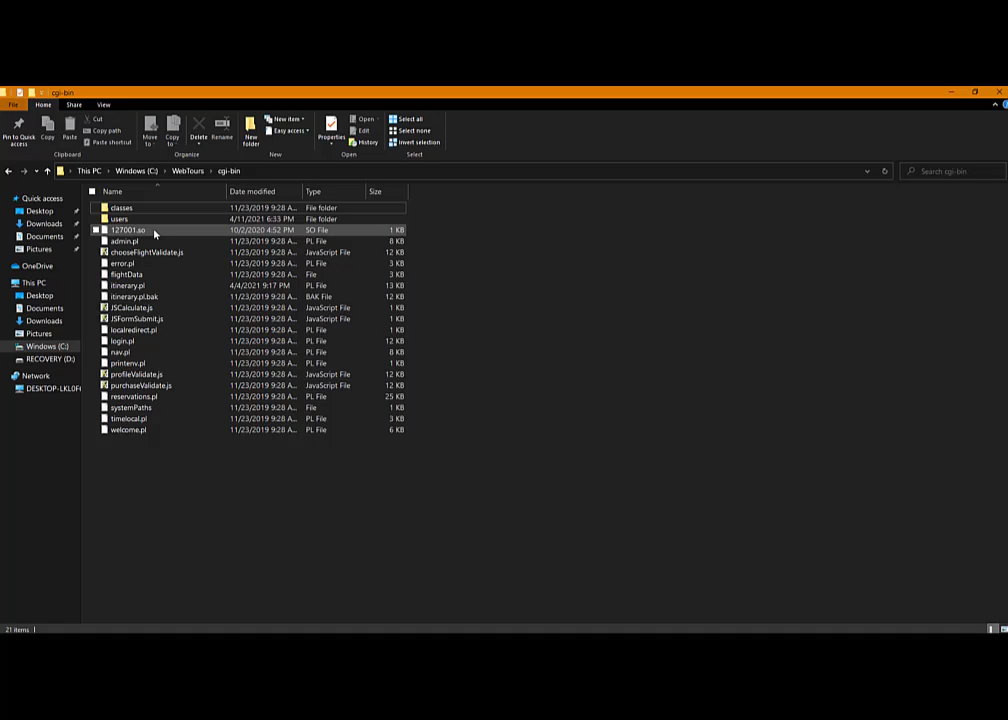 cgi-bin
File Home Share View
Pin to Quick access
Copy
Paste
Cut
Copy path
Paste shortcut
Clipboard
Move to
Copy to
Delete
Rename
Organize
New folder
New item
Easy access
New
Properties
Open
Edit
History
Open
Select all
Select none
Invert selection
Select
This PC › Windows (C:) › WebTours › cgi-bin
Search cgi-bin
Quick access
Desktop
Downloads
Documents
Pictures
OneDrive
This PC
Desktop
Documents
Downloads
Pictures
Windows (C:)
RECOVERY (D:)
Network
DESKTOP-LKL0F
Name Date modified Type Size
classes 11/23/2019 9:28 A... File folder
users 4/11/2021 6:33 PM File folder
127001.so 10/2/2020 4:52 PM SO File 1 KB
admin.pl 11/23/2019 9:28 A... PL File 8 KB
chooseFlightValidate.js 11/23/2019 9:28 A... JavaScript File 12 KB
error.pl 11/23/2019 9:28 A... PL File 3 KB
flightData 11/23/2019 9:28 A... File 3 KB
itinerary.pl 4/4/2021 9:17 PM PL File 13 KB
itinerary.pl.bak 11/23/2019 9:28 A... BAK File 12 KB
JSCalculate.js 11/23/2019 9:28 A... JavaScript File 1 KB
JSFormSubmit.js 11/23/2019 9:28 A... JavaScript File 1 KB
localredirect.pl 11/23/2019 9:28 A... PL File 1 KB
login.pl 11/23/2019 9:28 A... PL File 12 KB
nav.pl 11/23/2019 9:28 A... PL File 8 KB
printenv.pl 11/23/2019 9:28 A... PL File 1 KB
profileValidate.js 11/23/2019 9:28 A... JavaScript File 12 KB
purchaseValidate.js 11/23/2019 9:28 A... JavaScript File 12 KB
reservations.pl 11/23/2019 9:28 A... PL File 25 KB
systemPaths 11/23/2019 9:28 A... File 1 KB
timelocal.pl 11/23/2019 9:28 A... PL File 3 KB
welcome.pl 11/23/2019 9:28 A... PL File 6 KB
21 items